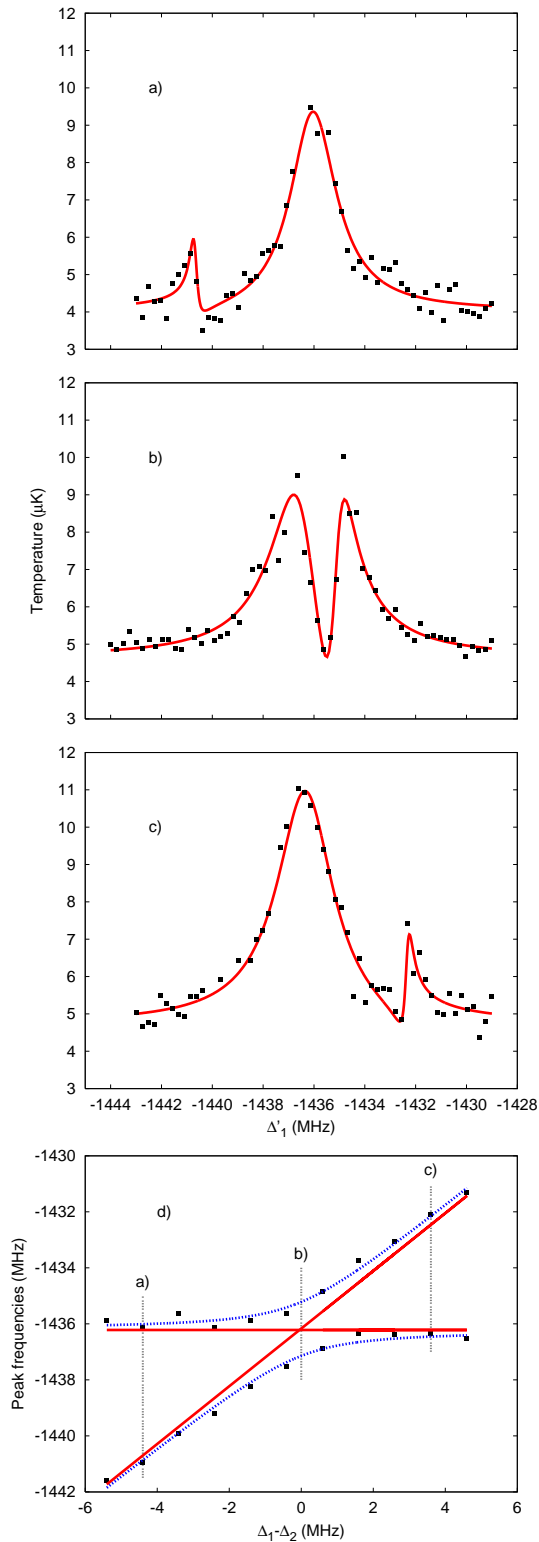 12
11
10
9
8
7
6
5
4
3
a)
12
11
10
9
8
7
6
5
4
3
b)
Temperature (μK)
12
11
10
9
8
7
6
5
4
3
c)
-1444 -1442 -1440 -1438 -1436 -1434 -1432 -1430 -1428
Δ'₁ (MHz)
-1430
-1432
-1434
-1436
-1438
-1440
-1442
d)
a)
b)
c)
Peak frequencies (MHz)
-6 -4 -2 0 2 4 6
Δ₁-Δ₂ (MHz)